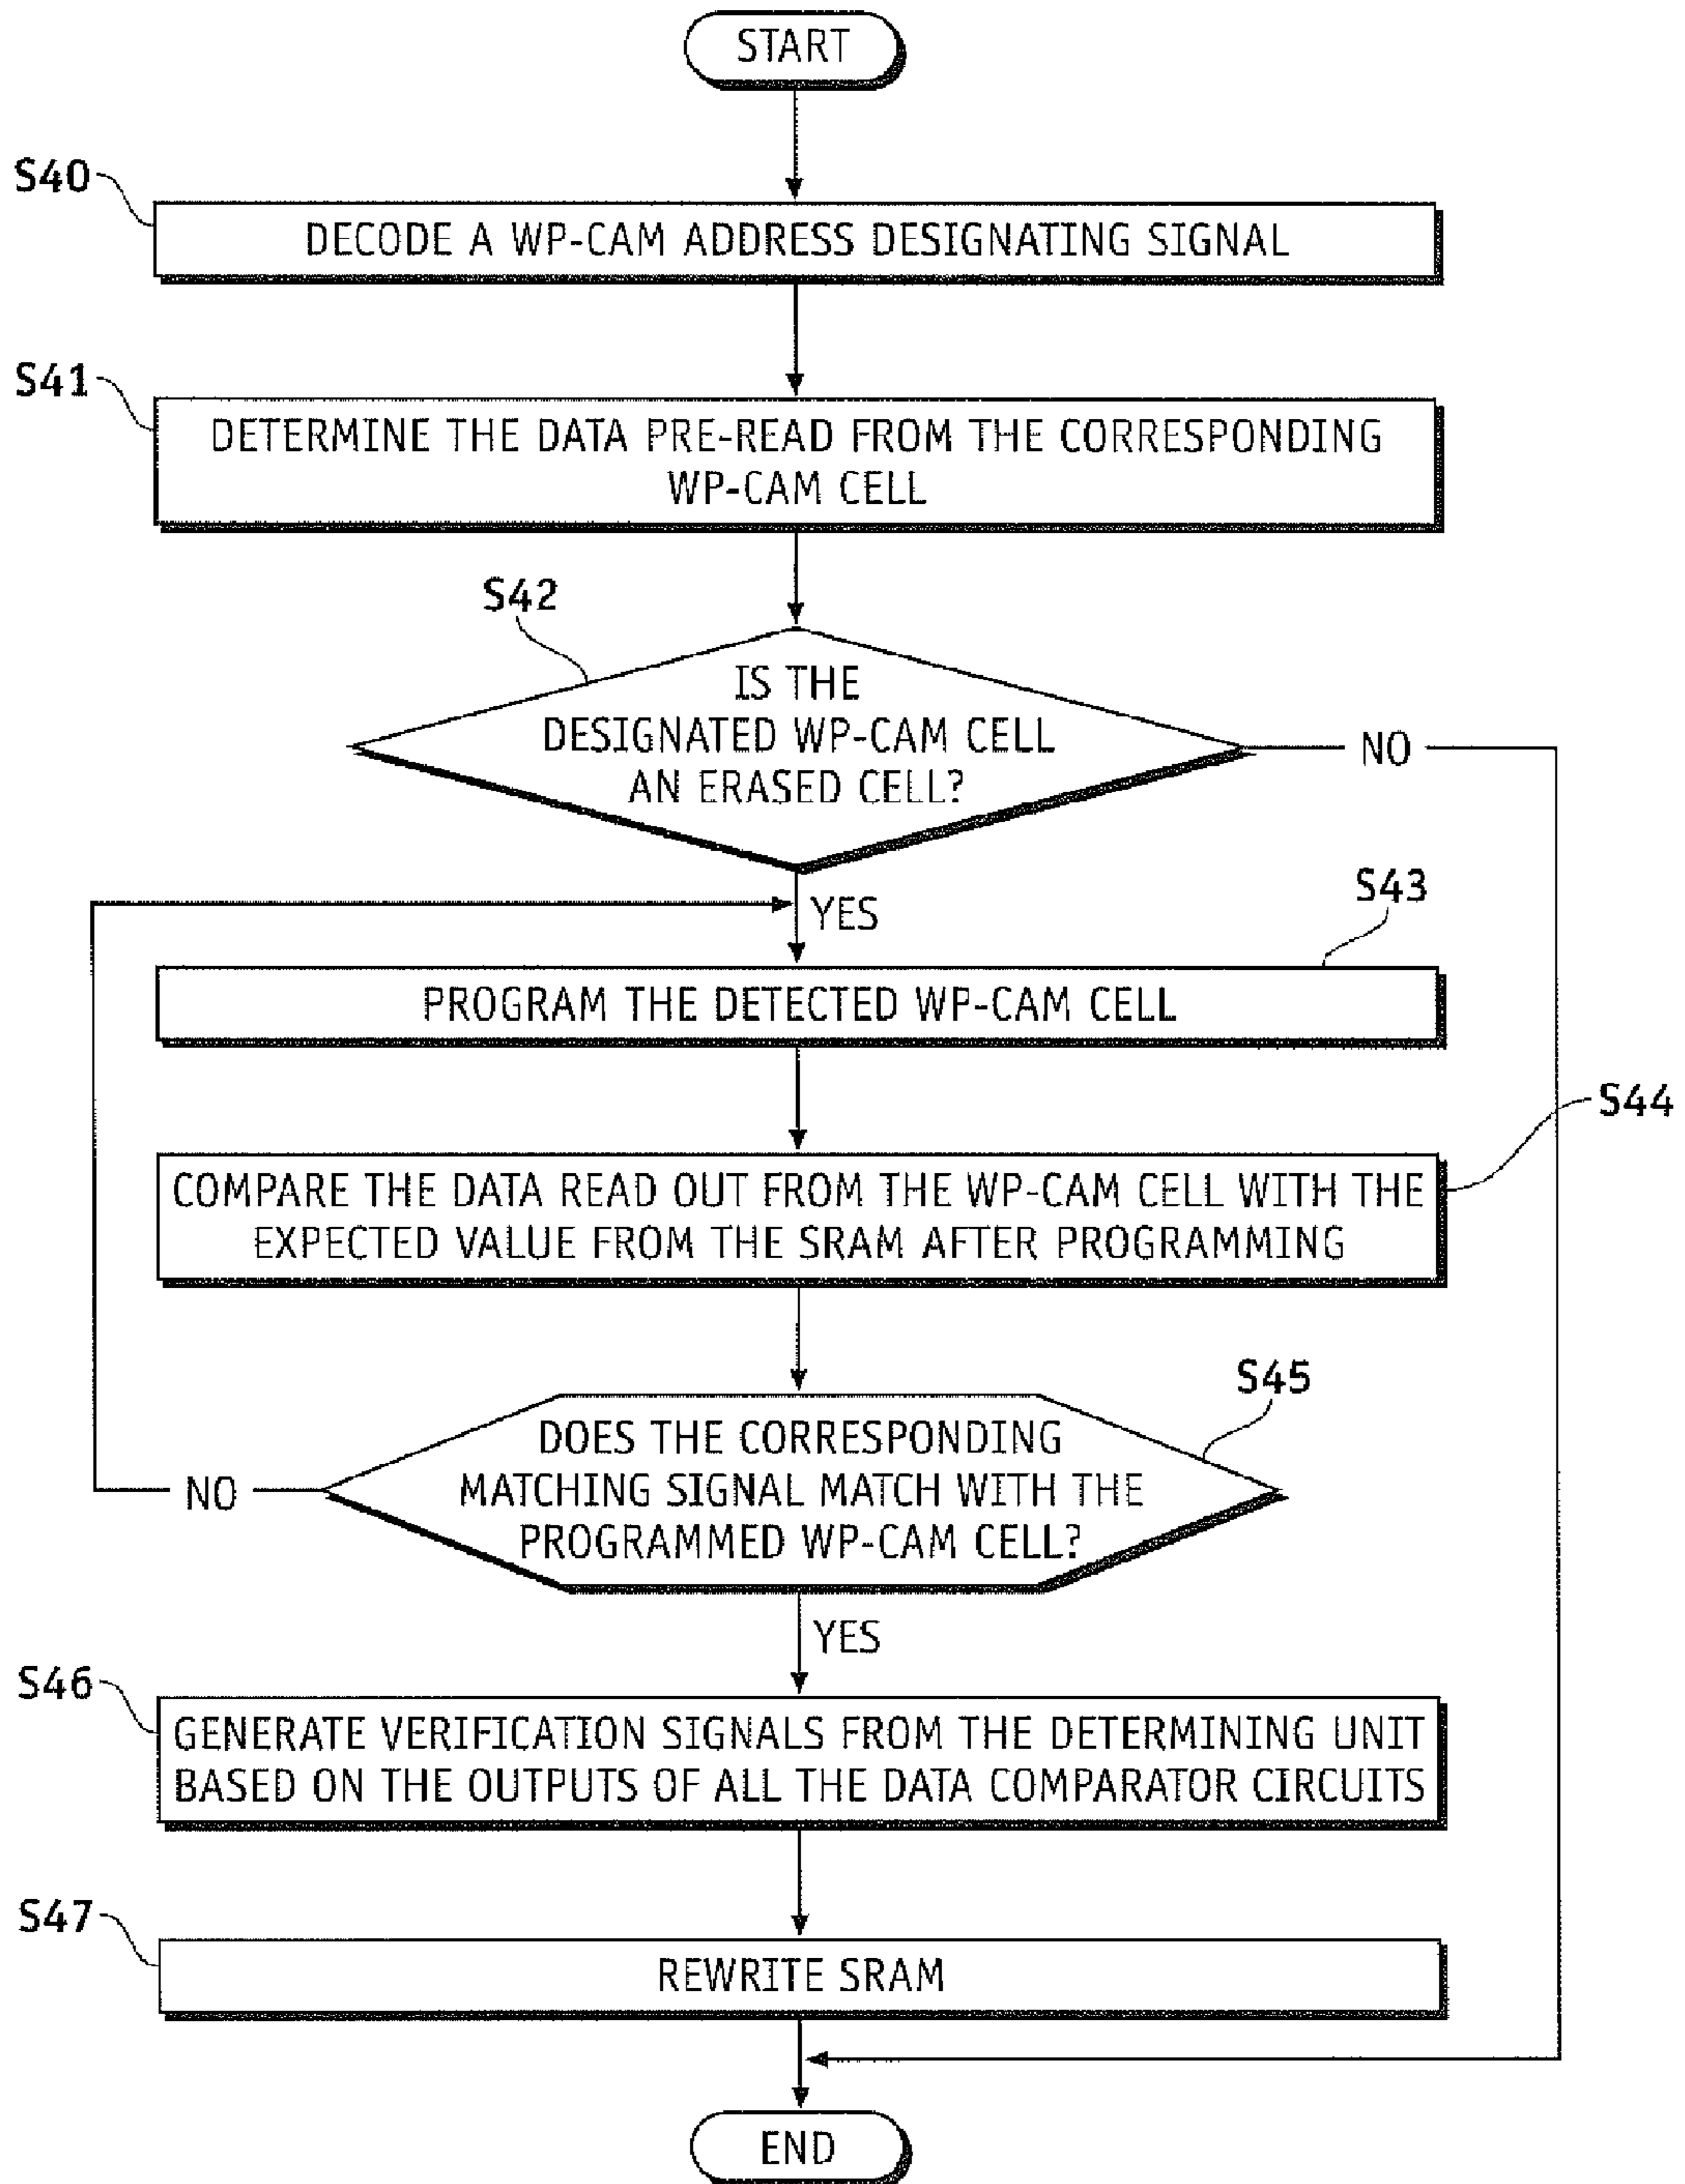 START
S40
DECODE A WP-CAM ADDRESS DESIGNATING SIGNAL
S41
DETERMINE THE DATA PRE-READ FROM THE CORRESPONDING
WP-CAM CELL
S42
IS THE
DESIGNATED WP-CAM CELL
AN ERASED CELL?
NO
YES
S43
PROGRAM THE DETECTED WP-CAM CELL
S44
COMPARE THE DATA READ OUT FROM THE WP-CAM CELL WITH THE
EXPECTED VALUE FROM THE SRAM AFTER PROGRAMMING
S45
DOES THE CORRESPONDING
MATCHING SIGNAL MATCH WITH THE
PROGRAMMED WP-CAM CELL?
NO
YES
S46
GENERATE VERIFICATION SIGNALS FROM THE DETERMINING UNIT
BASED ON THE OUTPUTS OF ALL THE DATA COMPARATOR CIRCUITS
S47
REWRITE SRAM
END